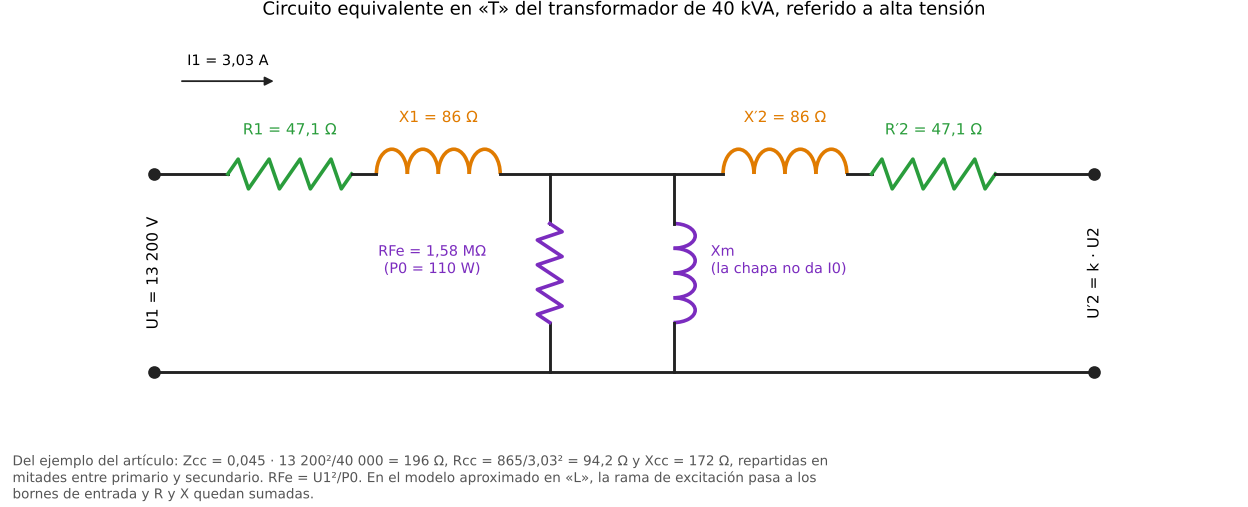 Circuito equivalente en «T» del transformador de 40 kVA, referido a alta tensión
I1 = 3,03 A
X1 = 86 Ω
X′2 = 86 Ω
R1 = 47,1 Ω
R′2 = 47,1 Ω
U1 = 13 200 V
RFe = 1,58 MΩ
(P0 = 110 W)
Xm
(la chapa no da I0)
U′2 = k · U2
Del ejemplo del artículo: Zcc = 0,045 · 13 200²/40 000 = 196 Ω, Rcc = 865/3,03² = 94,2 Ω y Xcc = 172 Ω, repartidas en
mitades entre primario y secundario. RFe = U1²/P0. En el modelo aproximado en «L», la rama de excitación pasa a los
bornes de entrada y R y X quedan sumadas.